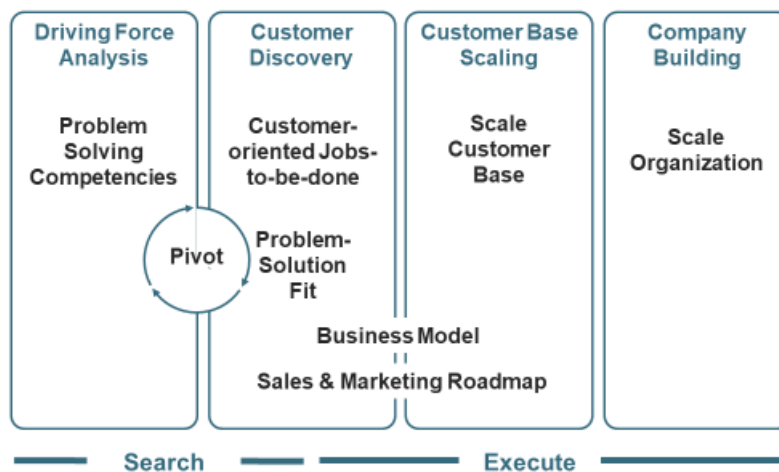 Driving Force
Analysis
Problem
Solving
Competencies
Customer
Discovery
Customer-
oriented Jobs-
to-be-done
Pivot
Problem-
Solution
Fit
Customer Base
Scaling
Scale
Customer
Base
Company
Building
Scale
Organization
Business Model
Sales & Marketing Roadmap
Search
Execute